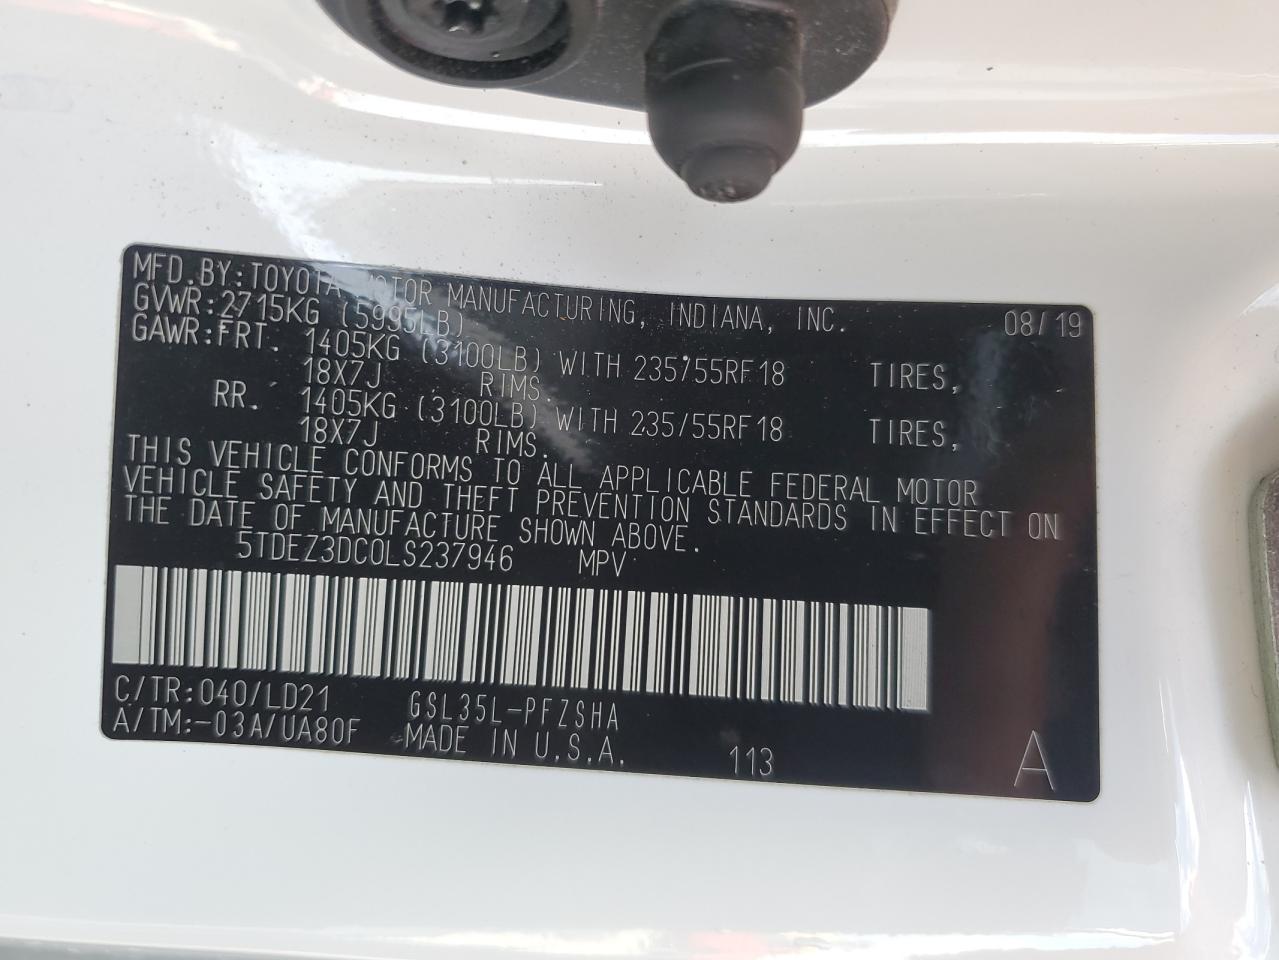 MFD.BY:TOYOTA MOTOR MANUFACTURING, INDIANA, INC. 08/19
GVWR:2715KG (5995LB)
GAWR:FRT. 1405KG (3100LB) WITH 235/55RF18 TIRES,
18X7J RIMS.
RR. 1405KG (3100LB) WITH 235/55RF18 TIRES,
18X7J RIMS.
THIS VEHICLE CONFORMS TO ALL APPLICABLE FEDERAL MOTOR
VEHICLE SAFETY AND THEFT PREVENTION STANDARDS IN EFFECT ON
THE DATE OF MANUFACTURE SHOWN ABOVE.
5TDEZ3DC0LS237946 MPV
C/TR:040/LD21 GSL35L-PFZSHA
A/TM:-03A/UA80F MADE IN U.S.A. 113 A